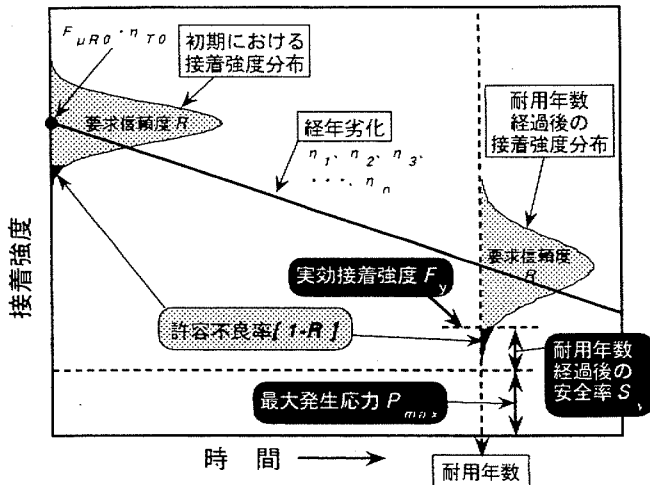 F μR0・η T0
初期における
接着強度分布
要求信頼度 R
経年劣化
η 1、η 2、η 3、
・・・、η n
耐用年数
経過後の
接着強度分布
要求信頼度
R
接着強度
実効接着強度 F y
許容不良率[1-R]
耐用年数
経過後の
安全率 S
最大発生応力 P max
時 間
耐用年数